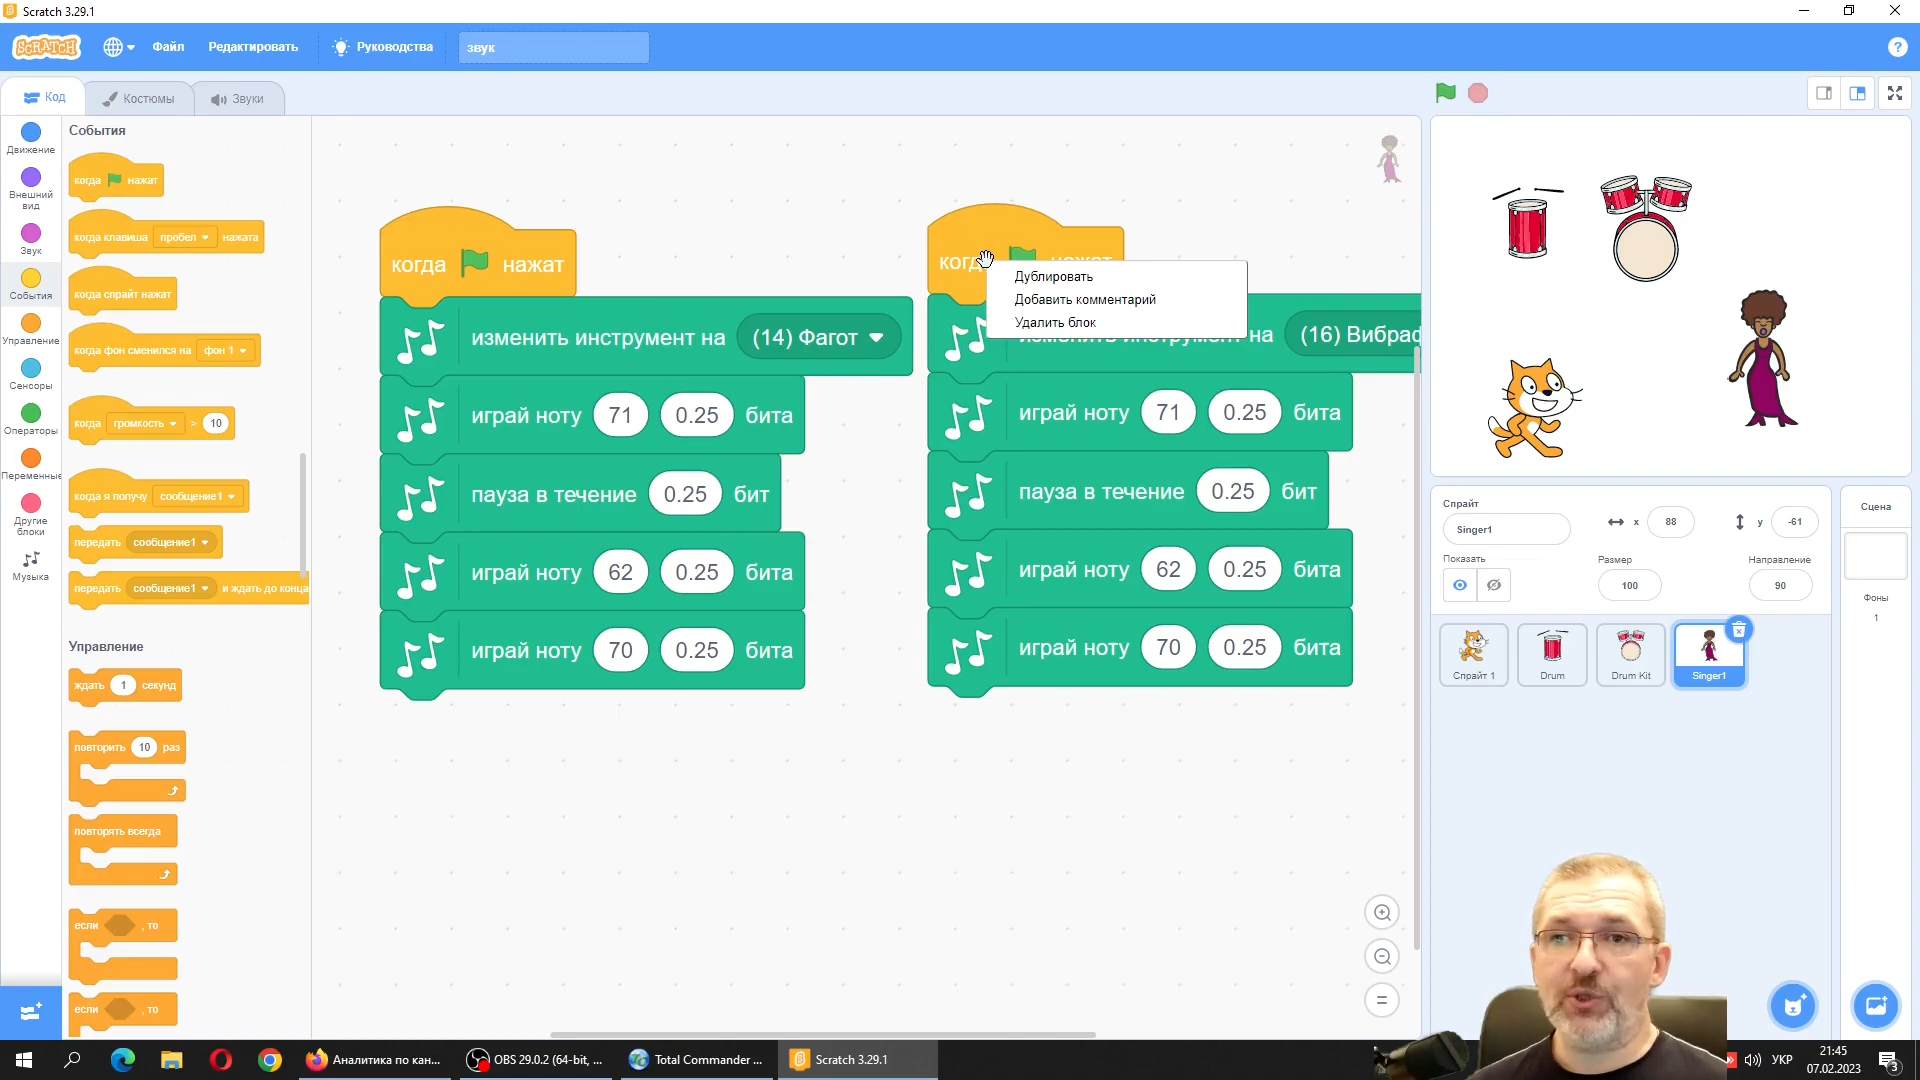 Scratch 3.29.1
SCRATCH
Файл
Редактировать
Руководства
звук
?
Код
Костюмы
Звуки
Движение
Внешний
вид
Звук
События
Управление
Сенсоры
Операторы
Переменные
Другие
блоки
Музыка
События
когда нажат
когда клавиша пробел нажата
когда спрайт нажат
когда фон сменился на фон 1
когда громкость > 10
когда я получу сообщение1
передать сообщение1
передать сообщение1 и ждать до конца
Управление
ждать 1 секунд
повторить 10 раз
повторять всегда
если , то
если , то
когда нажат
изменить инструмент на (14) Фагот
играй ноту 71 0.25 бита
пауза в течение 0.25 бит
играй ноту 62 0.25 бита
играй ноту 70 0.25 бита
Дублировать
Добавить комментарий
Удалить блок
на (16) Вибраф
играй ноту 71 0.25 бита
пауза в течение 0.25 бит
играй ноту 62 0.25 бита
играй ноту 70 0.25 бита
Спрайт
Singer1
x 88
y -61
Показать
Размер
100
Направление
90
Спрайт 1
Drum
Drum Kit
Singer1
Сцена
Фоны
1
Аналитика по кан...
OBS 29.0.2 (64-bit, ...
Total Commander ...
Scratch 3.29.1
УКР
21:45
07.02.2023
3